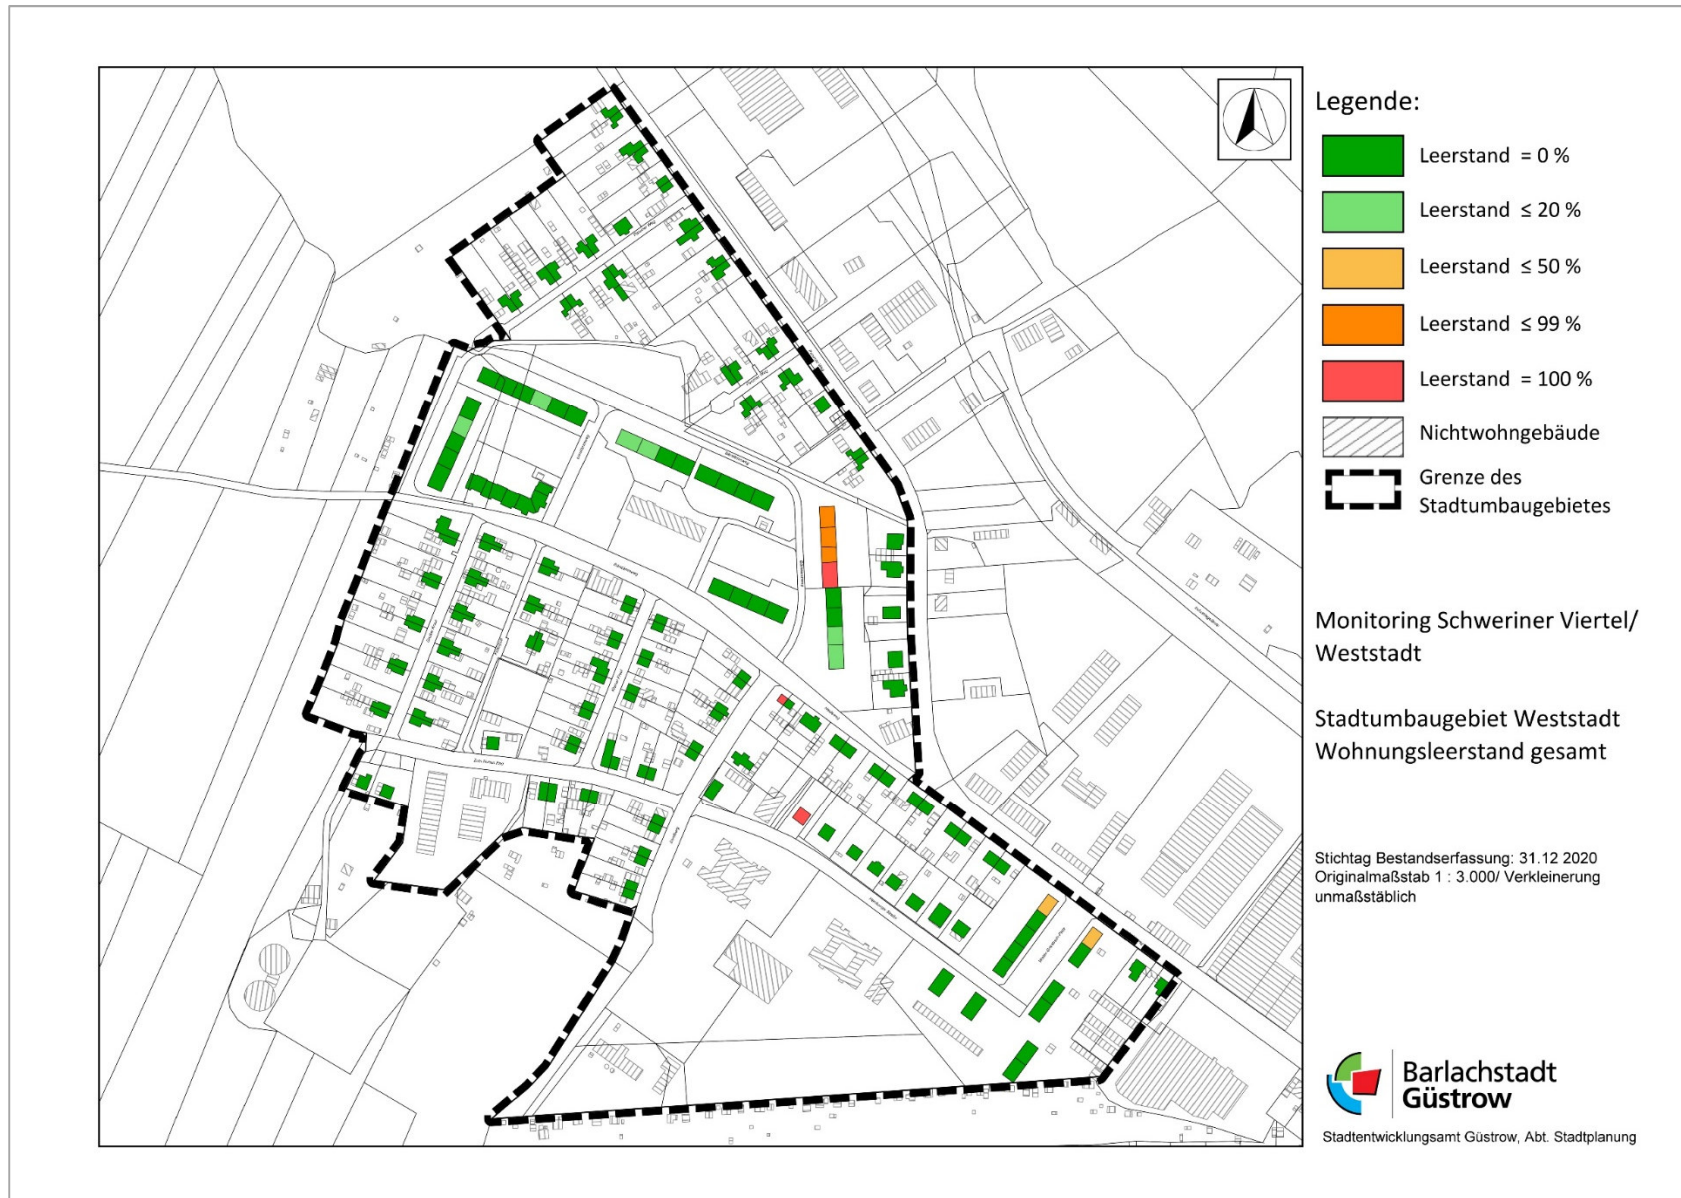 Legende:
Leerstand = 0 %
Leerstand ≤ 20 %
Leerstand ≤ 50 %
Leerstand ≤ 99 %
Leerstand = 100 %
Nichtwohngebäude
Grenze des
Stadtumbaugebietes
Monitoring Schweriner Viertel/
Weststadt
Stadtumbaugebiet Weststadt
Wohnungsleerstand gesamt
Stichtag Bestandserfassung: 31.12 2020
Originalmaßstab 1 : 3.000/ Verkleinerung
unmaßstäblich
Barlachstadt
Güstrow
Stadtentwicklungsamt Güstrow, Abt. Stadtplanung